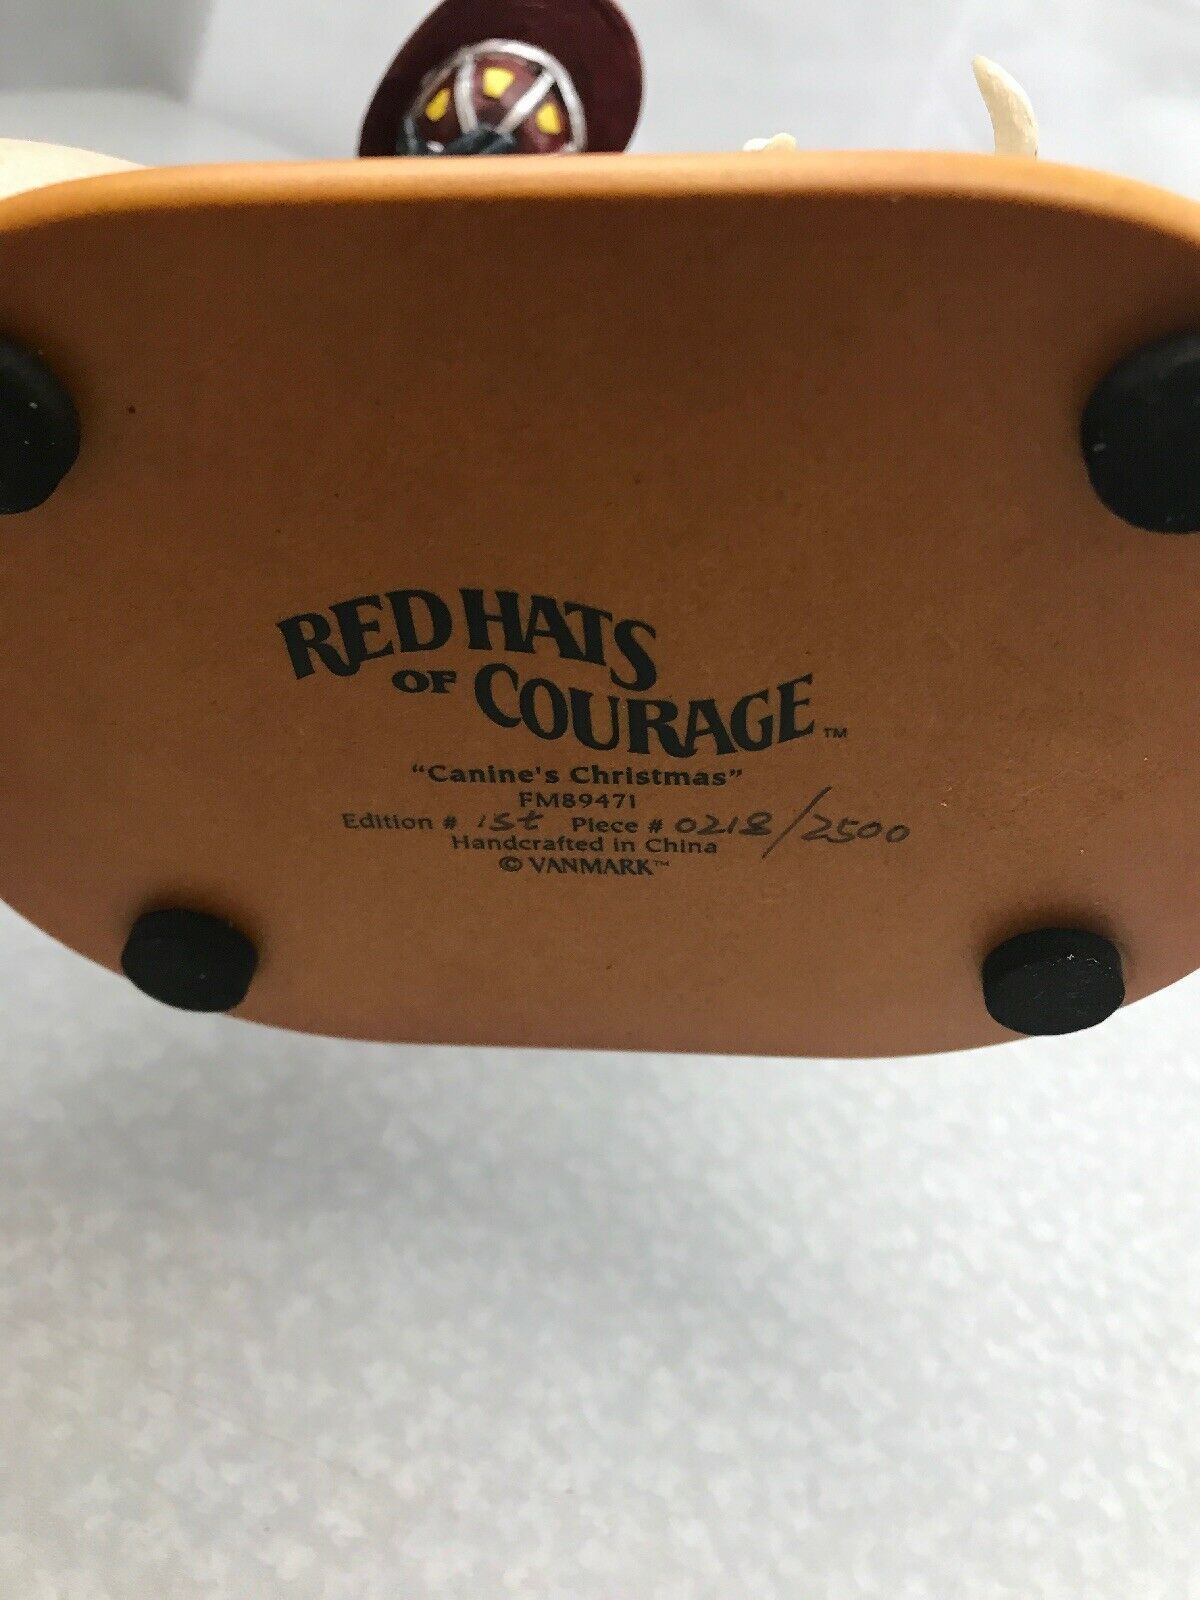 RED HATS
OF COURAGE™
"Canine's Christmas"
FM89471
Edition # 1st Piece # 0218/2500
Handcrafted in China
© VANMARK™